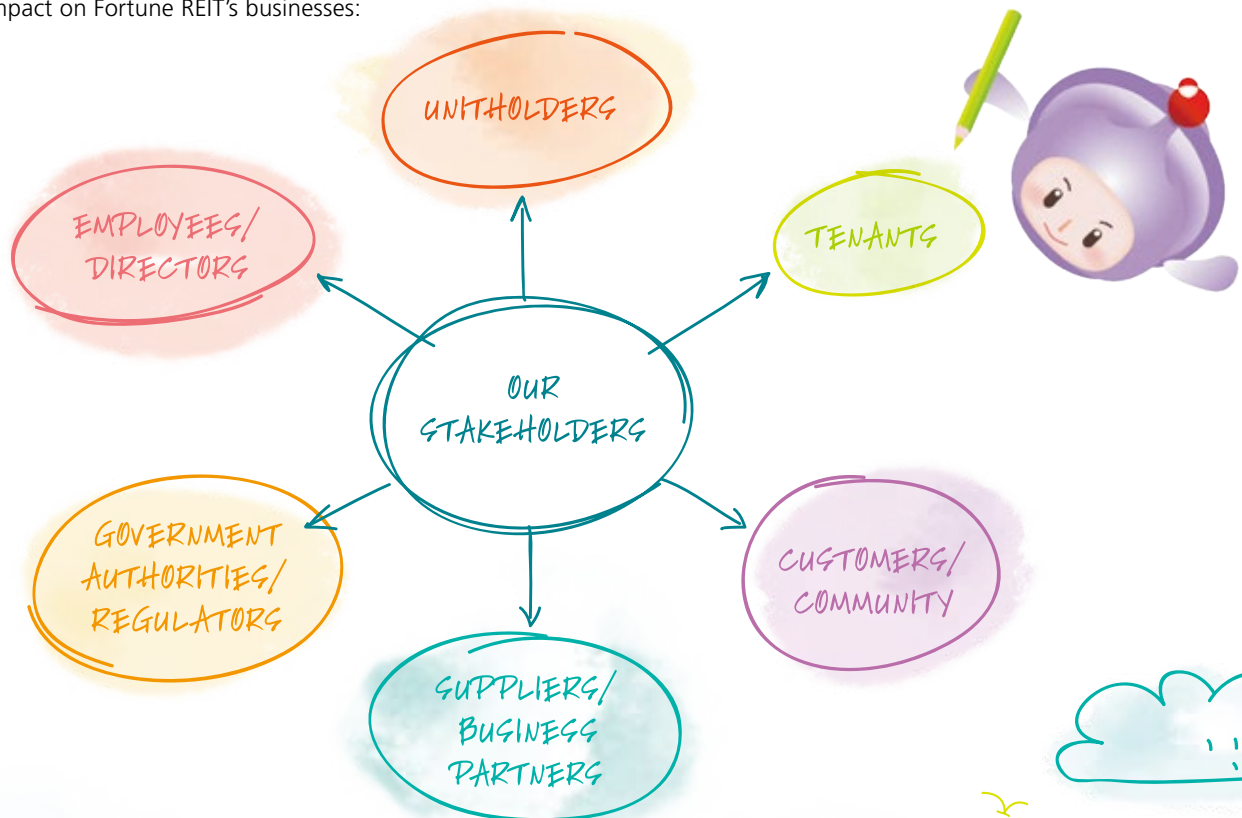 mpact on Fortune REIT's businesses:
UNITHOLDERS
EMPLOYEES/
DIRECTORS
TENANTS
OUR
STAKEHOLDERS
GOVERNMENT
AUTHORITIES/
REGULATORS
CUSTOMERS/
COMMUNITY
SUPPLIERS/
BUSINESS
PARTNERS